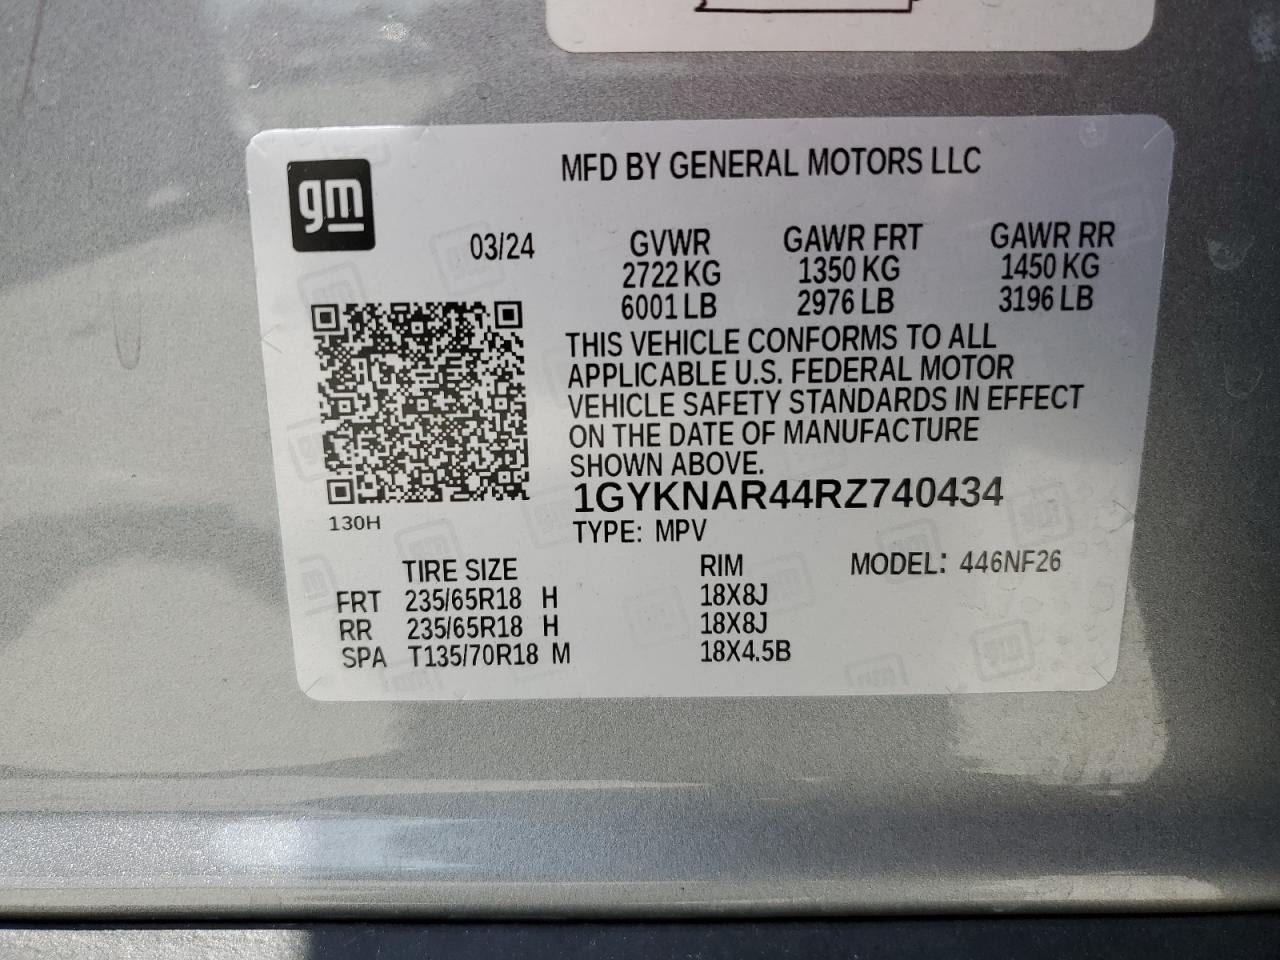 gm
MFD BY GENERAL MOTORS LLC
03/24 GVWR GAWR FRT GAWR RR
2722 KG 1350 KG 1450 KG
6001 LB 2976 LB 3196 LB
THIS VEHICLE CONFORMS TO ALL
APPLICABLE U.S. FEDERAL MOTOR
VEHICLE SAFETY STANDARDS IN EFFECT
ON THE DATE OF MANUFACTURE
SHOWN ABOVE.
1GYKNAR44RZ740434
130H
TYPE: MPV
TIRE SIZE RIM MODEL: 446NF26
FRT 235/65R18 H 18X8J
RR 235/65R18 H 18X8J
SPA T135/70R18 M 18X4.5B